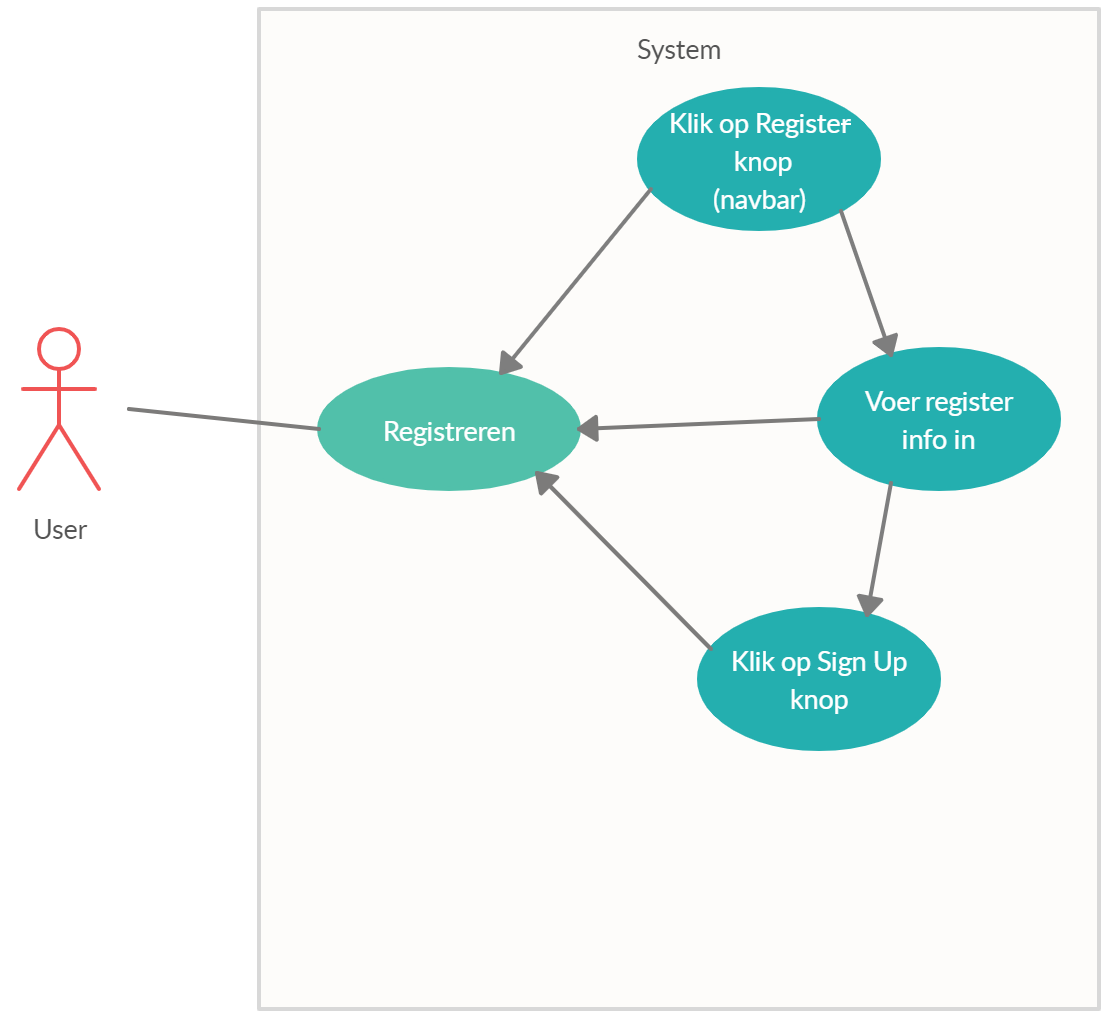 System
Klik op Register
knop
(navbar)
Voer register
info in
Registreren
User
Klik op Sign Up
knop